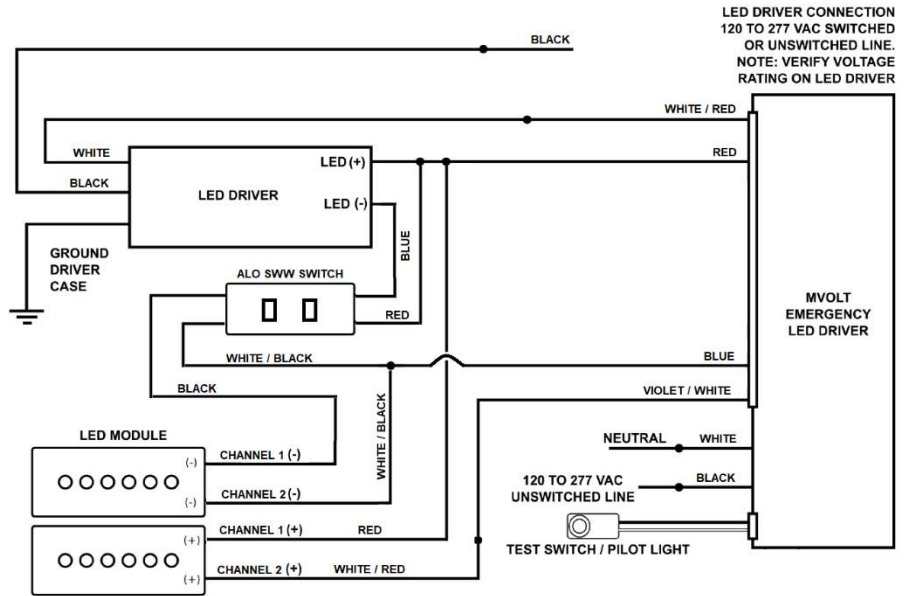 LED DRIVER CONNECTION
120 TO 277 VAC SWITCHED
OR UNSWITCHED LINE.
NOTE: VERIFY VOLTAGE
RATING ON LED DRIVER
BLACK
WHITE / RED
WHITE
LED (+)
RED
BLACK
LED DRIVER
LED (-)
BLUE
GROUND
DRIVER
CASE
ALO SWW SWITCH
RED
MVOLT
EMERGENCY
LED DRIVER
WHITE / BLACK
BLUE
BLACK
VIOLET / WHITE
WHITE / BLACK
LED MODULE
NEUTRAL
WHITE
(-)
CHANNEL 1 (-)
120 TO 277 VAC
UNSWITCHED LINE
BLACK
(-)
CHANNEL 2 (-)
(+)
CHANNEL 1 (+)
RED
TEST SWITCH / PILOT LIGHT
(+)
CHANNEL 2 (+)
WHITE / RED